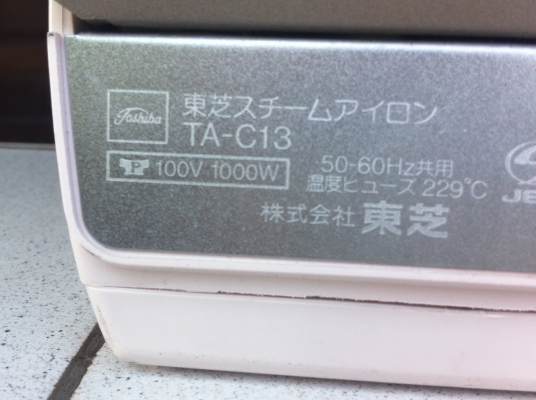 Toshiba
東芝スチームアイロン
TA-C13
P 100V 1000W
50-60Hz共用
温度ヒューズ 229℃
株式会社 東芝